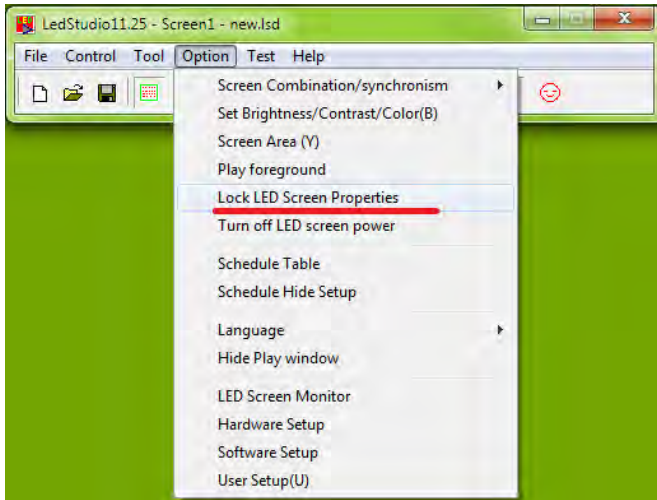 LedStudio11.25 - Screen1 - new.lsd
File Control Tool Option Test Help
Screen Combination/synchronism
Set Brightness/Contrast/Color(B)
Screen Area (Y)
Play foreground
Lock LED Screen Properties
Turn off LED screen power
Schedule Table
Schedule Hide Setup
Language
Hide Play window
LED Screen Monitor
Hardware Setup
Software Setup
User Setup(U)